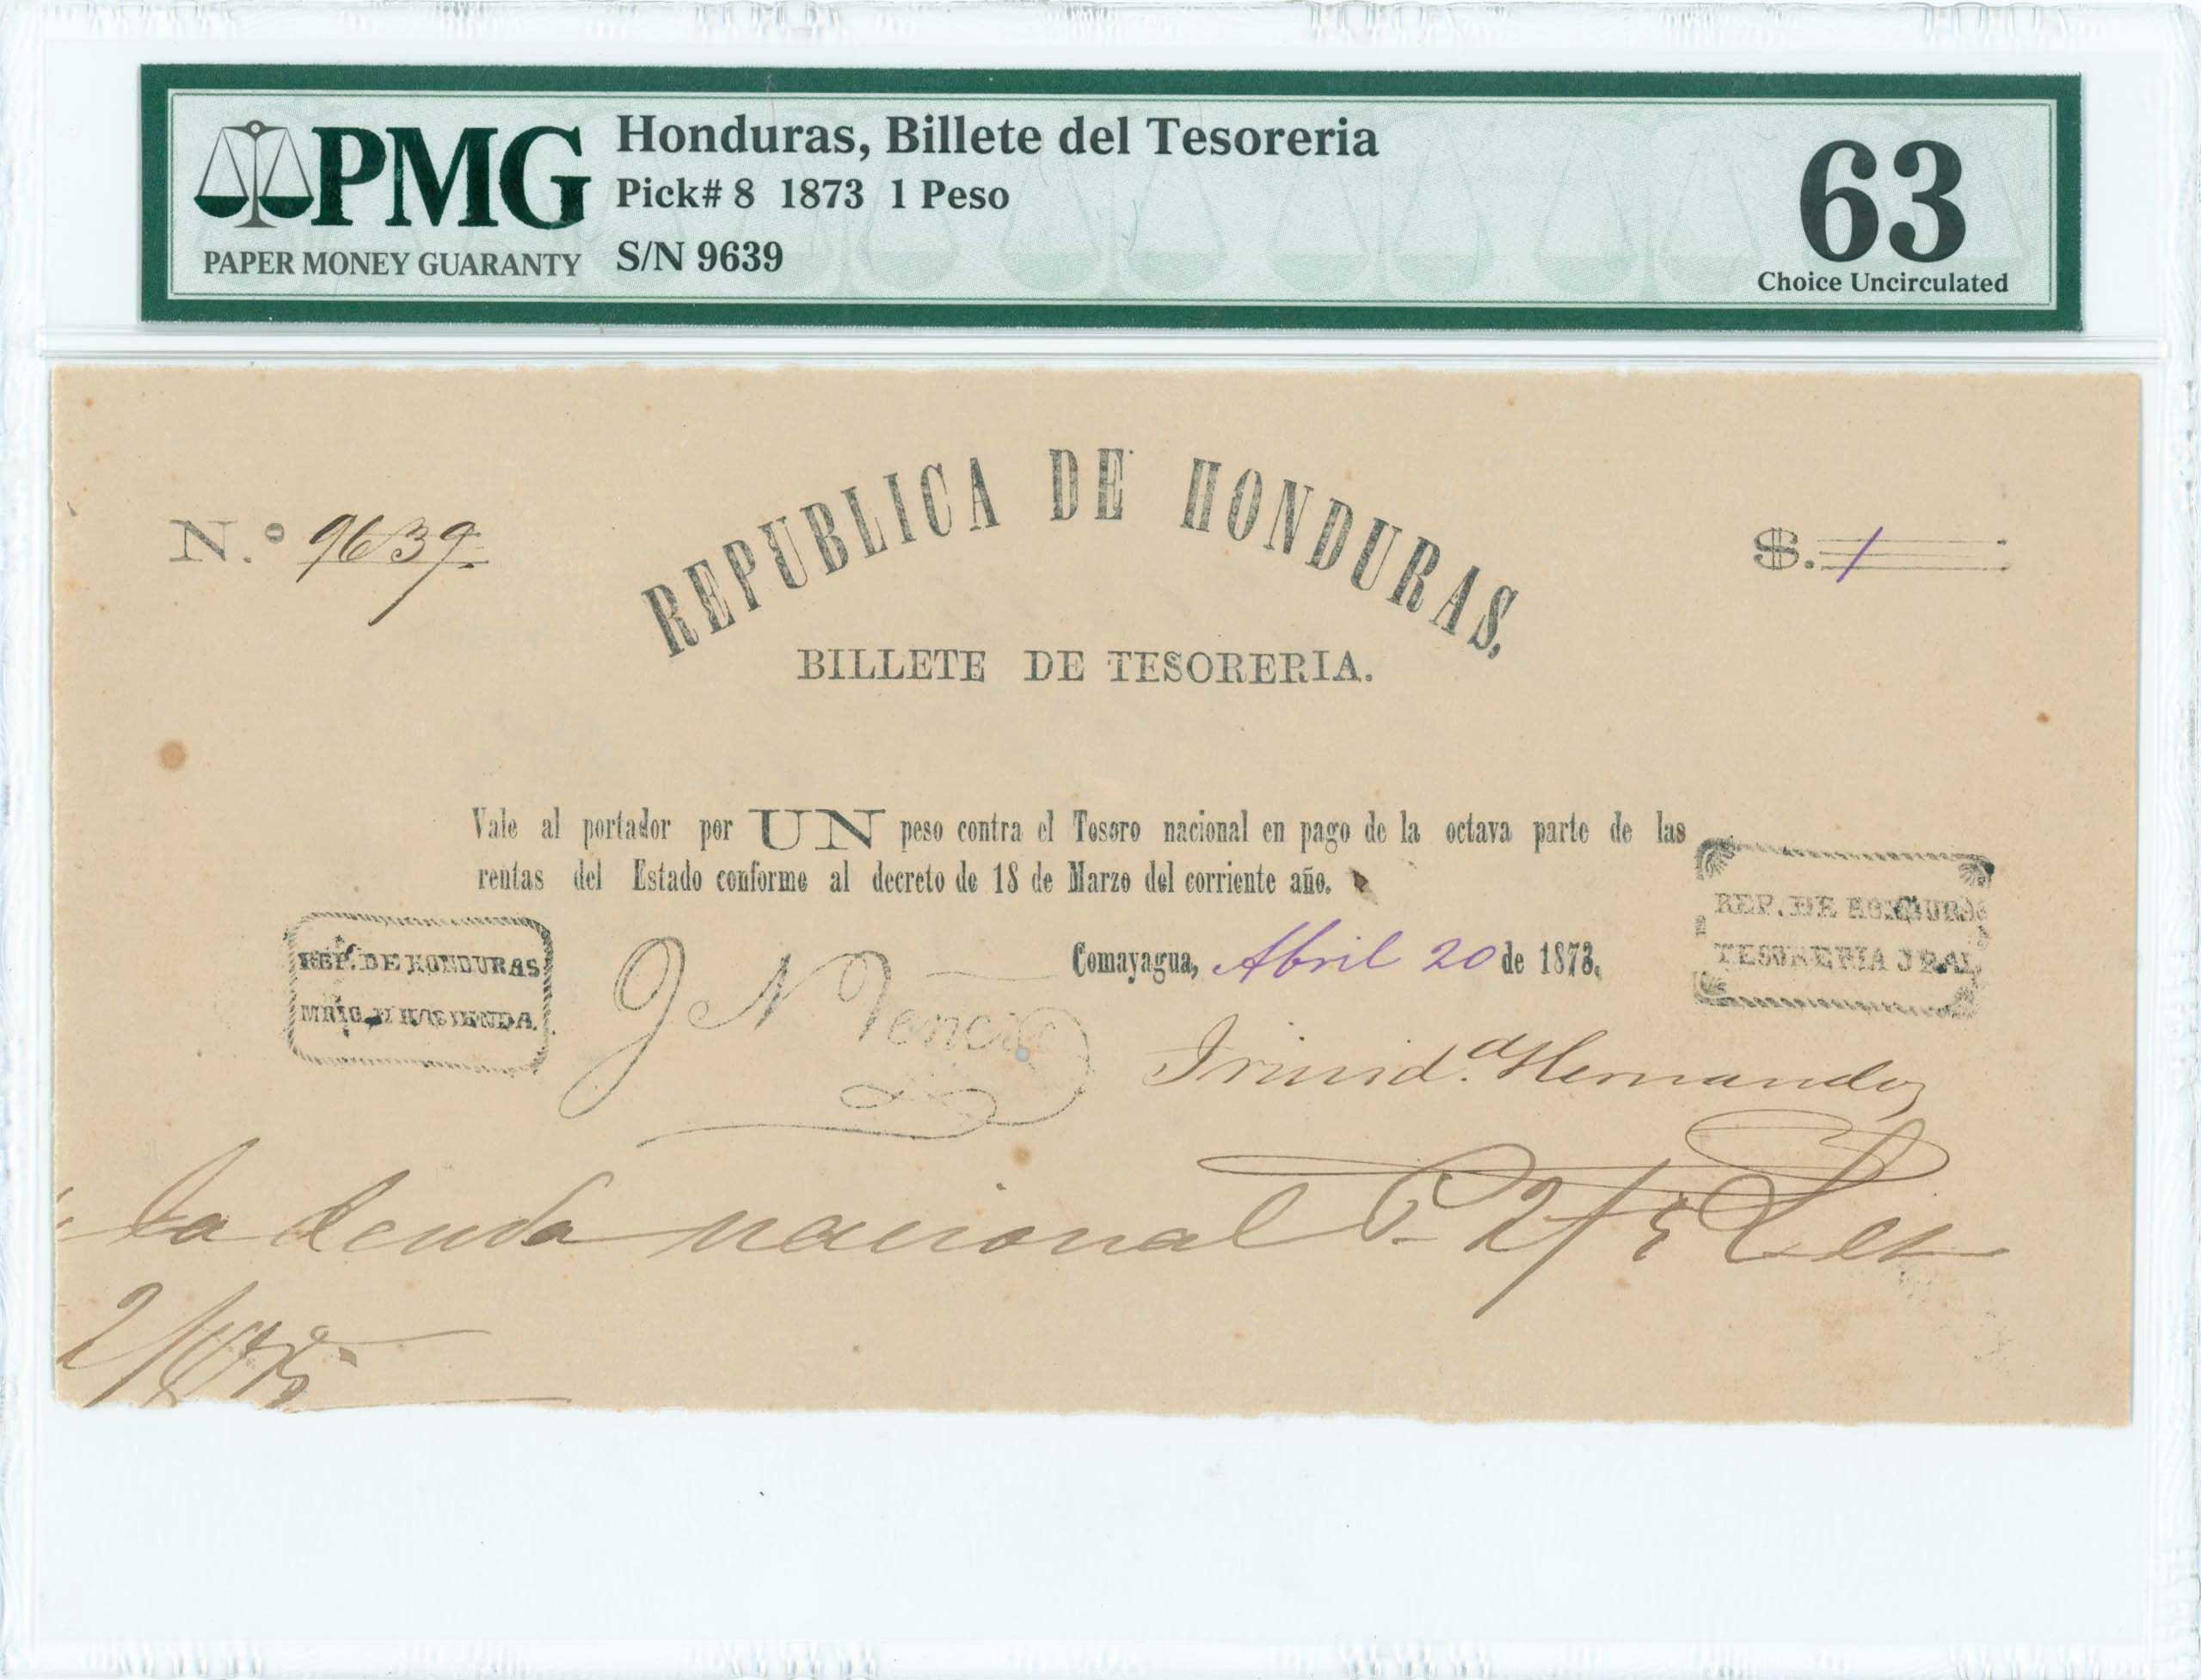 PMG
PAPER MONEY GUARANTY
Honduras, Billete del Tesoreria
Pick# 8 1873 1 Peso
S/N 9639
63
Choice Uncirculated
N.º 9639.
$. 1
REPUBLICA DE HONDURAS.
BILLETE DE TESORERIA.
Vale al portador por UN peso contra el Tesoro nacional en pago de la octava parte de las
rentas del Estado conforme al decreto de 18 de Marzo del corriente año.
Comayagua, Abril 20 de 1873.
REP. DE HONDURAS
HACIENDA.
REP. DE HONDURAS
TESORERIA JRAL
J N
Trinid.d Hernandez
la deuda nacional